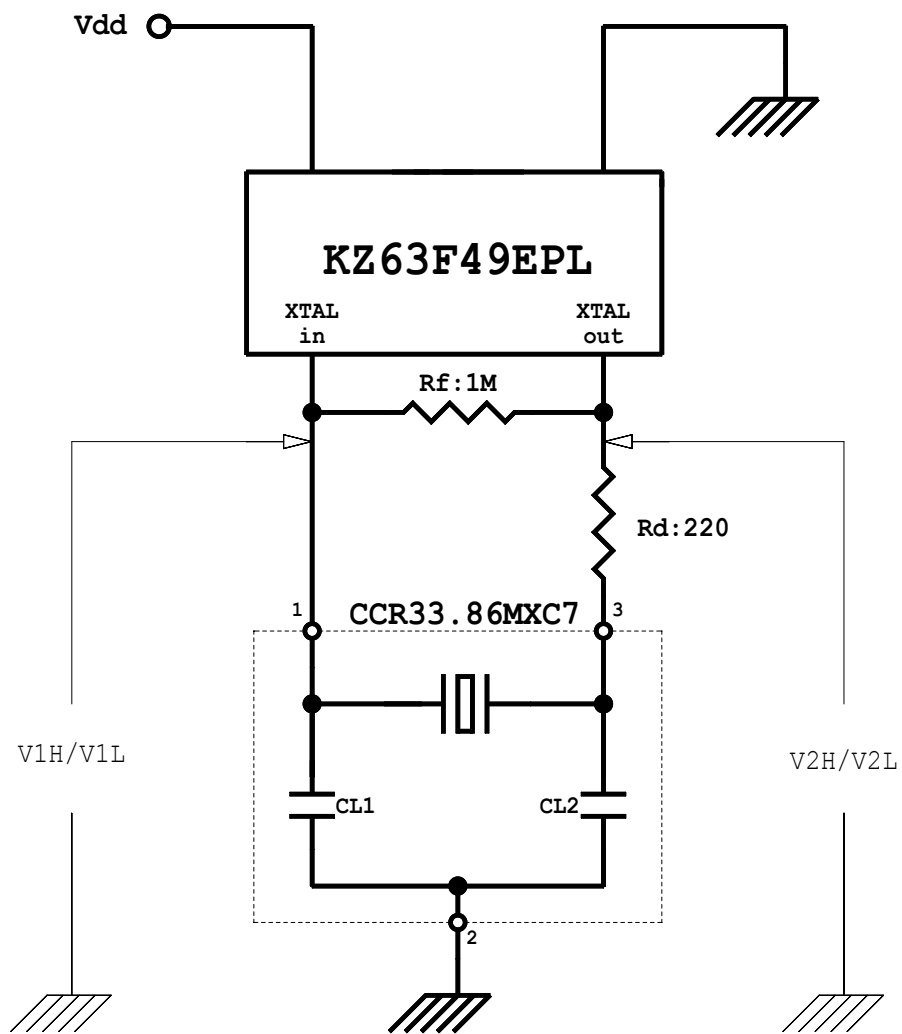 Vdd
KZ63F49EPL
XTAL
in
XTAL
out
Rf:1M
Rd:220
1
CCR33.86MXC7
3
V1H/V1L
V2H/V2L
CL1
CL2
2